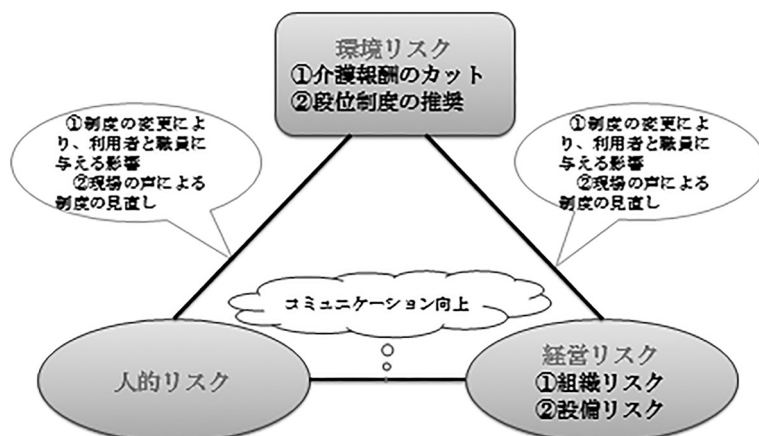 環境リスク
①介護報酬のカット
②段位制度の推奨
①制度の変更によ
り、利用者と職員に
与える影響
②現場の声による
制度の見直し
①制度の変更によ
り、利用者と職員に
与える影響
②現場の声による
制度の見直し
コミュニケーション向上
人的リスク
経営リスク
①組織リスク
②設備リスク